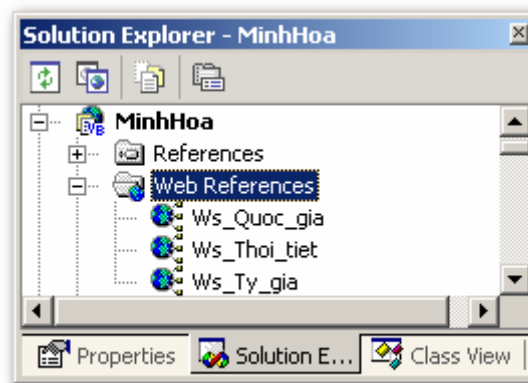 Solution Explorer - MinhHoa
MinhHoa
References
Web References
Ws_Quoc_gia
Ws_Thoi_tiet
Ws_Ty_gia
Properties Solution E... Class View